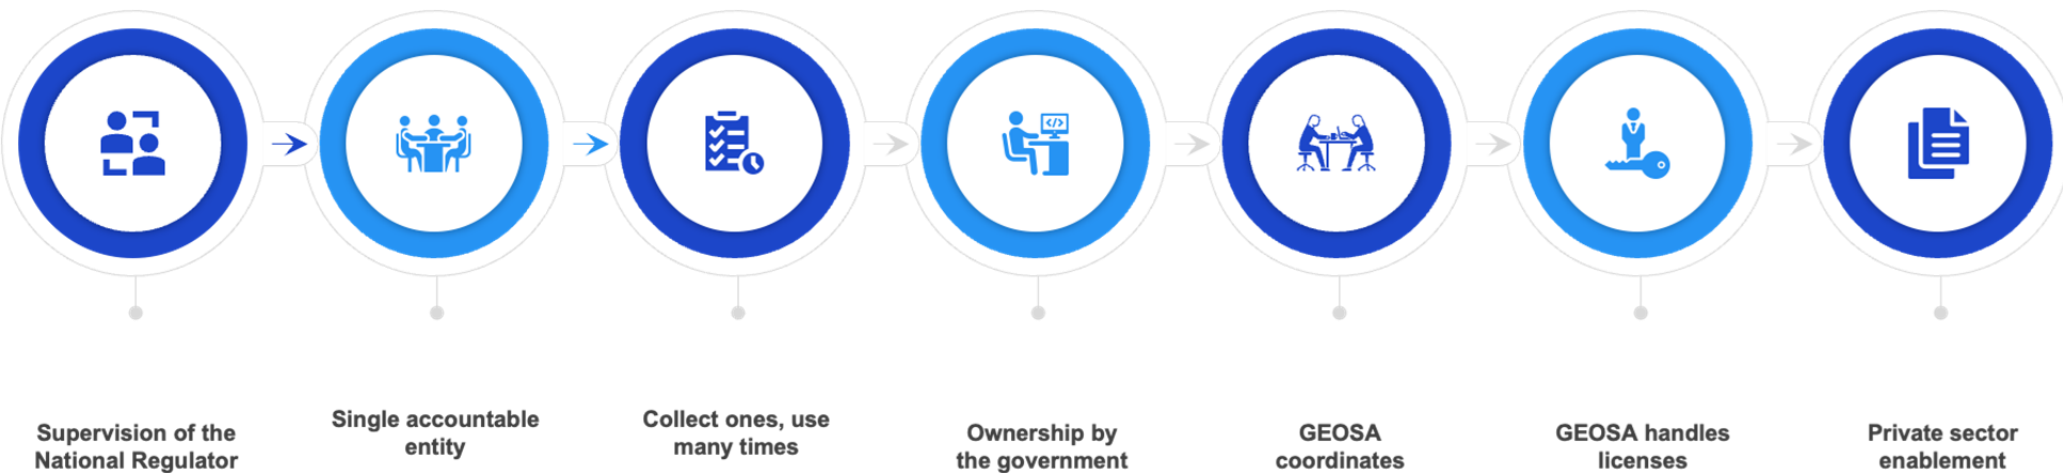 Supervision of the
National Regulator
Single accountable
entity
Collect ones, use
many times
Ownership by
the government
GEOSA
coordinates
GEOSA handles
licenses
Private sector
enablement